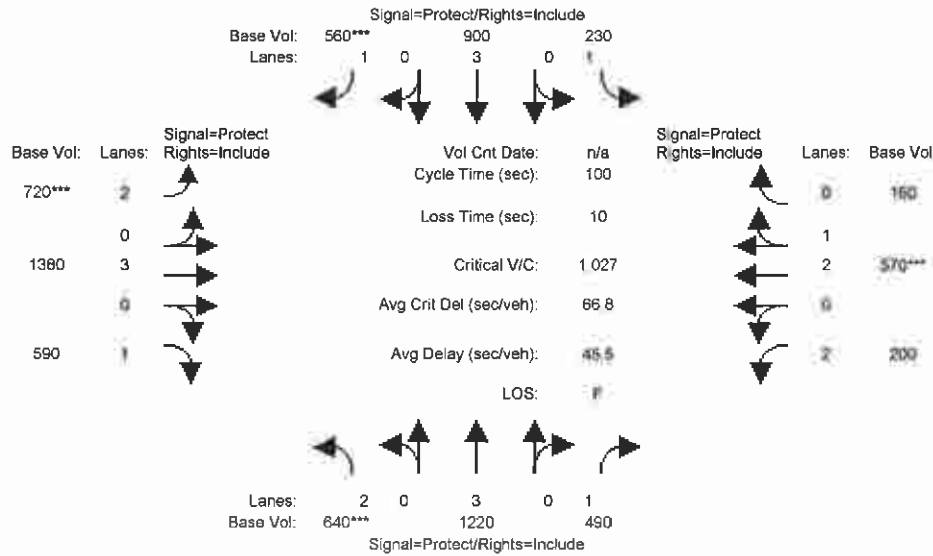 Signal=Protect/Rights=Include
Base Vol: 560*** 900 230
Lanes: 1 0 3 0 1
Signal=Protect
Base Vol: Lanes: Rights=Include
Vol Cnt Date: n/a
Signal=Protect
Rights=Include Lanes: Base Vol
Cycle Time (sec): 100
720*** 2
0 160
Loss Time (sec): 10
0
1
1380 3
Critical V/C: 1.027
2 570***
0
Avg Crit Del (sec/veh): 66.8
0
590 1
Avg Delay (sec/veh): 45.5
2 200
LOS: F
Lanes: 2 0 3 0 1
Base Vol: 640*** 1220 490
Signal=Protect/Rights=Include